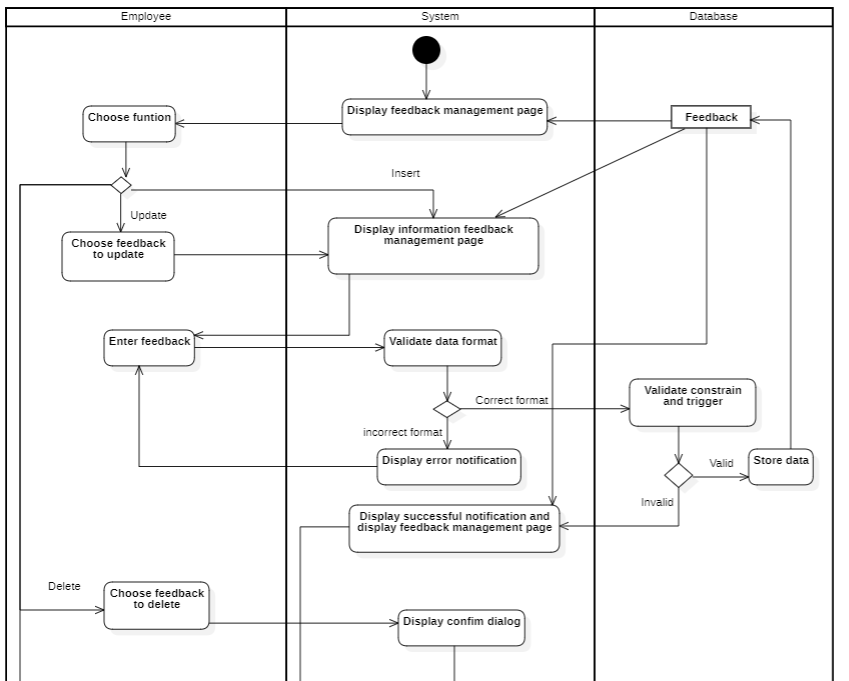 Employee
System
Database
Display feedback management page
Choose funtion
Feedback
Insert
Update
Display information feedback
management page
Choose feedback
to update
Enter feedback
Validate data format
Correct format
Validate constrain
and trigger
incorrect format
Display error notification
Valid
Store data
Invalid
Display successful notification and
display feedback management page
Delete
Choose feedback
to delete
Display confim dialog